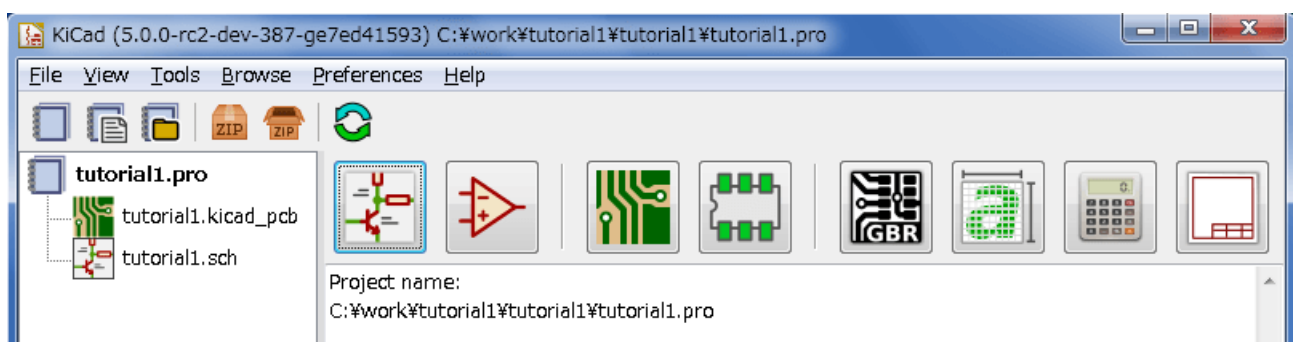 KiCad (5.0.0-rc2-dev-387-ge7ed41593) C:¥work¥tutorial1¥tutorial1¥tutorial1.pro
File View Tools Browse Preferences Help
ZIP ZIP
tutorial1.pro
tutorial1.kicad_pcb
tutorial1.sch
GBR
a
0.
Project name:
C:¥work¥tutorial1¥tutorial1¥tutorial1.pro